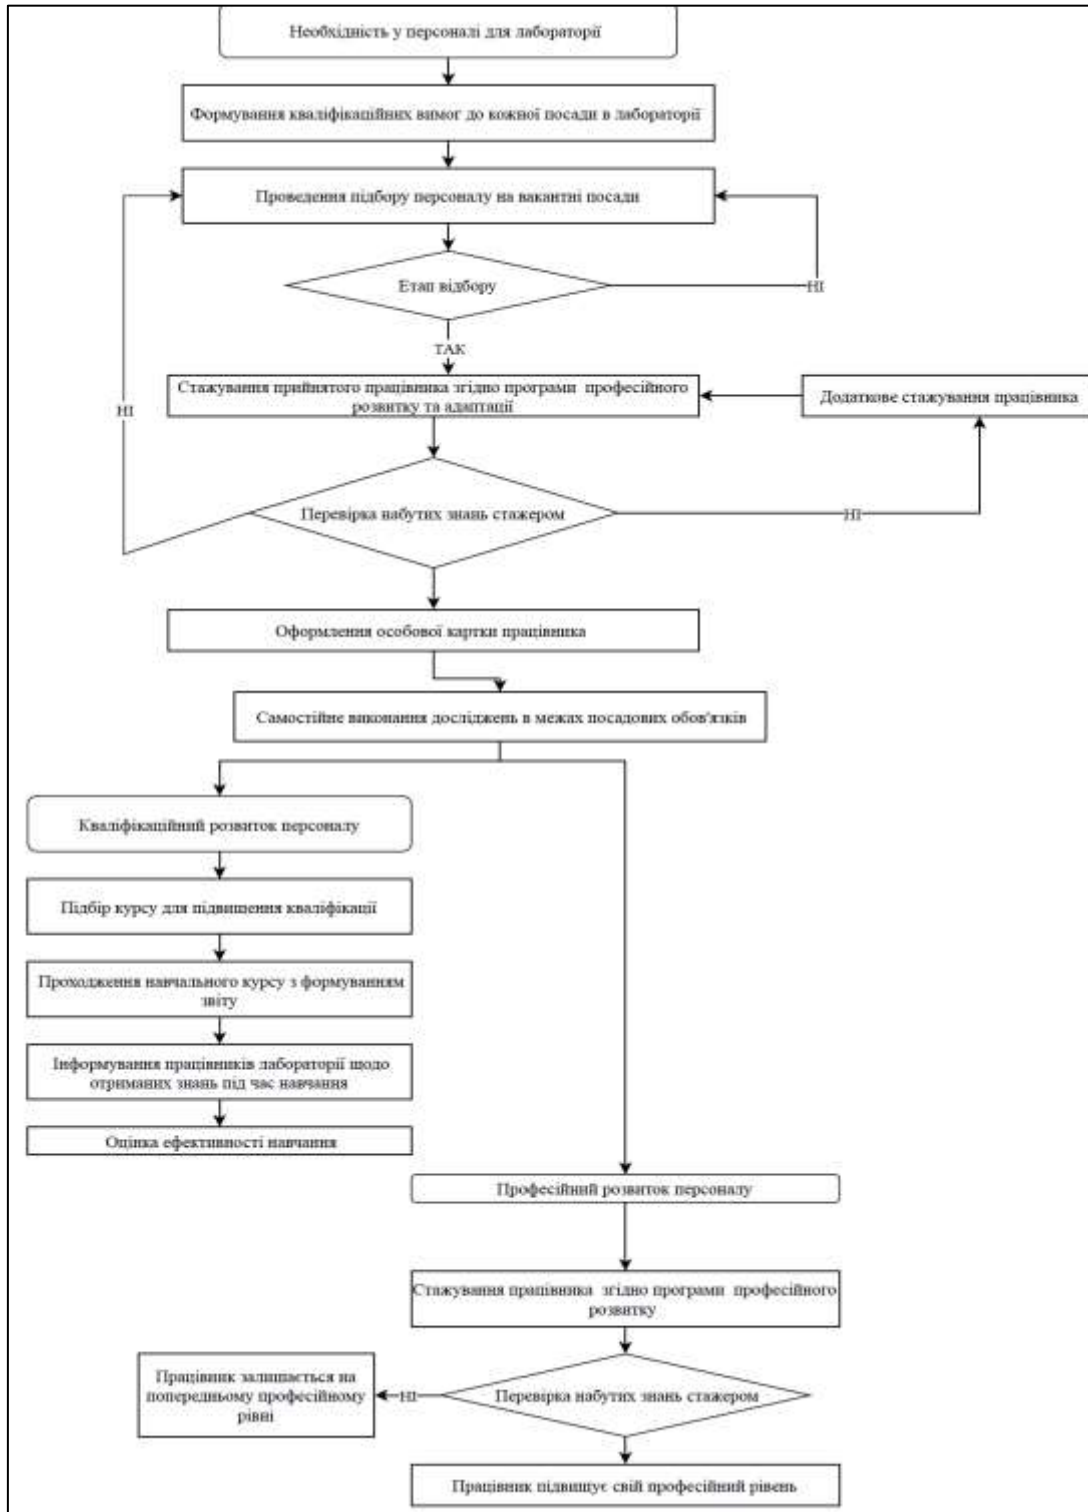 Необхідність у персоналі для лабораторії
Формування кваліфікаційних вимог до кожної посади в лабораторії
Проведення підбору персоналу на вакантні посади
Етап відбору
НІ
ТАК
Стажування прийнятого працівника згідно програми професійного
розвитку та адаптації
Додаткове стажування працівника
НІ
Перевірка набутих знань стажером
НІ
Оформлення особової картки працівника
Самостійне виконання досліджень в межах посадових обов'язків
Кваліфікаційний розвиток персоналу
Підбір курсу для підвищення кваліфікації
Проходження навчального курсу з формуванням
звіту
Інформування працівників лабораторії щодо
отриманих знань під час навчання
Оцінка ефективності навчання
Професійний розвиток персоналу
Стажування працівника згідно програми професійного
розвитку
Працівник залишається на
попередньому професійному
рівні
НІ
Перевірка набутих знань стажером
Працівник підвищує свій професійний рівень